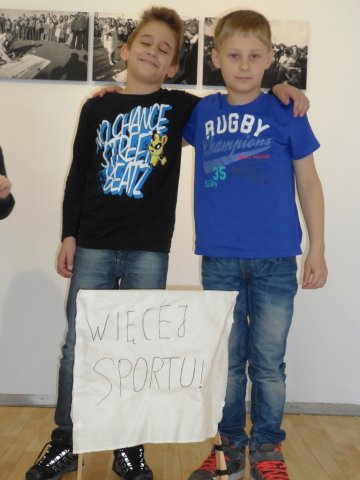 NO CHANCE
STREET
BEATZ
RUGBY
Champions
35
WIĘCEJ
SPORTU!